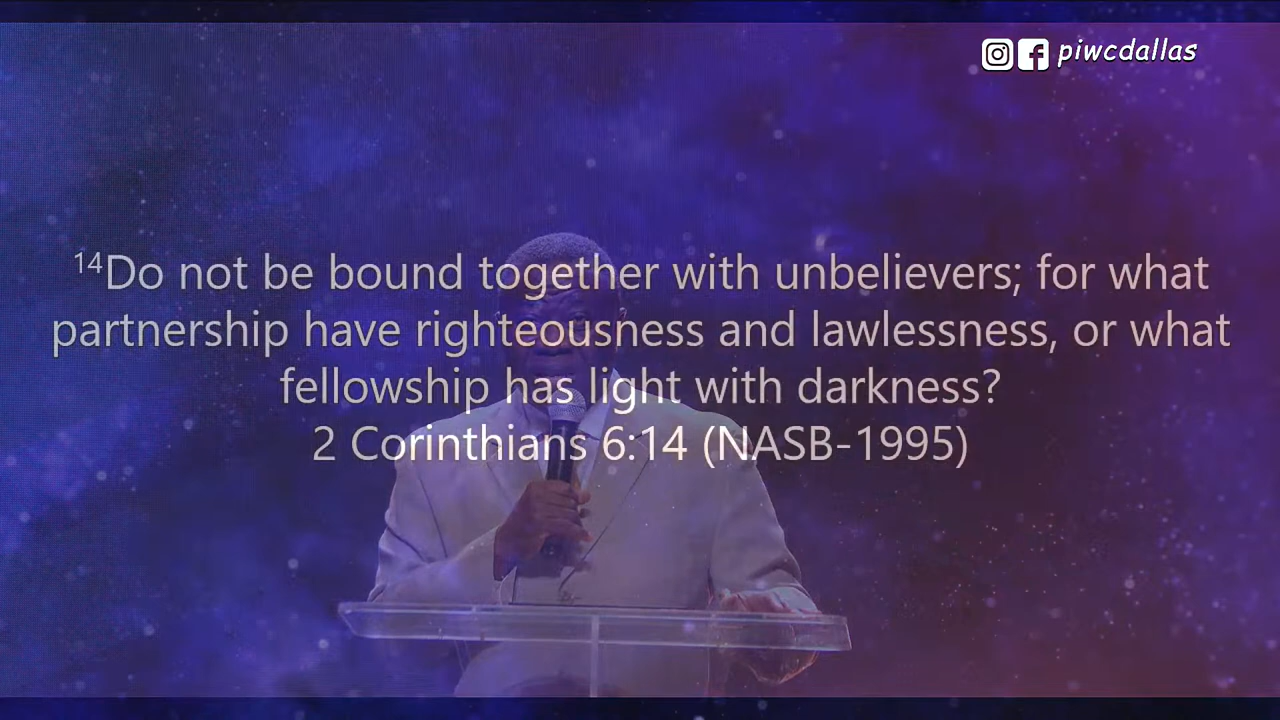 piwcdallas
¹⁴Do not be bound together with unbelievers; for what
partnership have righteousness and lawlessness, or what
fellowship has light with darkness?
2 Corinthians 6:14 (NASB-1995)